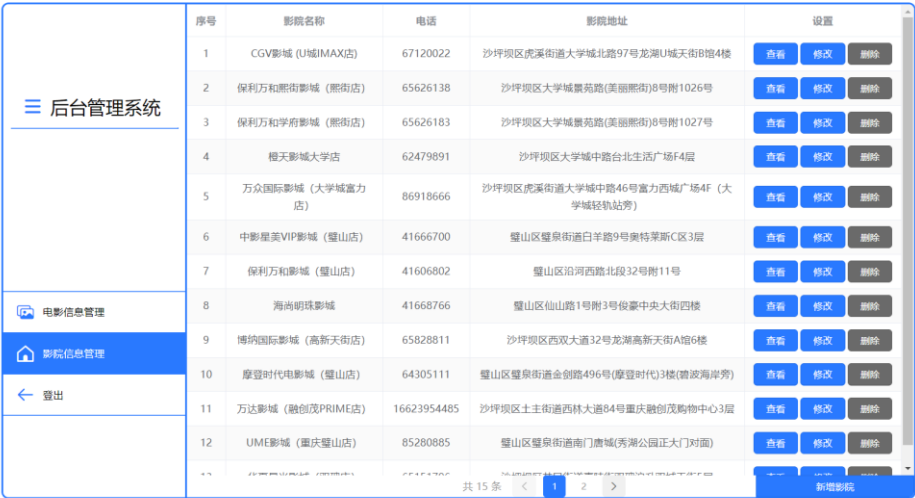 后台管理系统
电影信息管理
影院信息管理
登出
序号 影院名称 电话 影院地址 设置
1 CGV影城 (U城IMAX店) 67120022 沙坪坝区虎溪街道大学城北路97号龙湖U城天街B馆4楼 查看 修改 删除
2 保利万和熙街影城（熙街店） 65626138 沙坪坝区大学城景苑路(美丽熙街)8号附1026号 查看 修改 删除
3 保利万和学府影城（熙街店） 65626183 沙坪坝区大学城景苑路(美丽熙街)8号附1027号 查看 修改 删除
4 橙天影城大学店 62479891 沙坪坝区大学城中路台北生活广场F4层 查看 修改 删除
5 万众国际影城（大学城富力 86918666 沙坪坝区虎溪街道大学城中路46号富力西城广场4F（大 查看 修改 删除
店） 学城轻轨站旁）
6 中影星美VIP影城（璧山店） 41666700 璧山区璧泉街道白羊路9号奥特莱斯C区3层 查看 修改 删除
7 保利万和影城（璧山店） 41606802 璧山区沿河西路北段32号附11号 查看 修改 删除
8 海尚明珠影城 41668766 璧山区仙山路1号附3号俊豪中央大街四楼 查看 修改 删除
9 博纳国际影城（高新天街店） 65828811 沙坪坝区西双大道32号龙湖高新天街A馆6楼 查看 修改 删除
10 摩登时代电影城（璧山店） 64305111 璧山区璧泉街道金剑路496号(摩登时代)3楼(碧波海岸旁) 查看 修改 删除
11 万达影城（融创茂PRIME店） 16623954485 沙坪坝区土主街道西林大道84号重庆融创茂购物中心3层 查看 修改 删除
12 UME影城（重庆璧山店） 85280885 璧山区璧泉街道南门唐城(秀湖公园正大门对面) 查看 修改 删除
共 15 条 1 2 新增影院